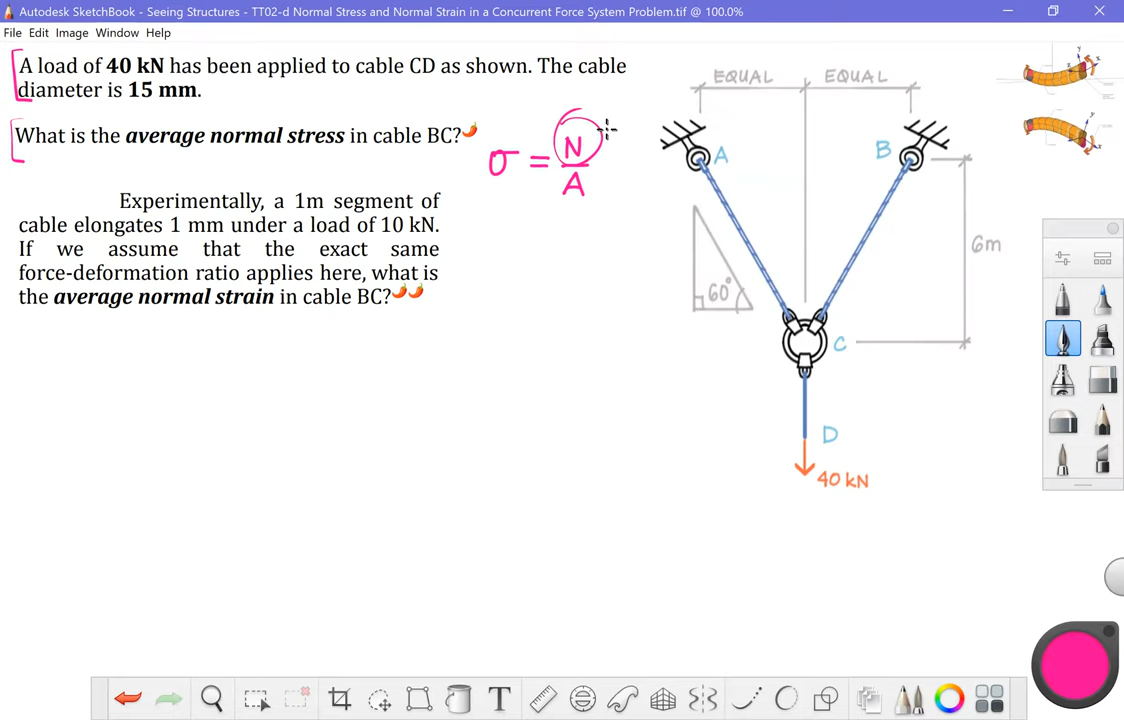 Autodesk SketchBook - Seeing Structures - TT02-d Normal Stress and Normal Strain in a Concurrent Force System Problem.tif @ 100.0%
File Edit Image Window Help
A load of 40 kN has been applied to cable CD as shown. The cable
diameter is 15 mm.
What is the average normal stress in cable BC?
σ = N
A
Experimentally, a 1m segment of
cable elongates 1 mm under a load of 10 kN.
If we assume that the exact same
force-deformation ratio applies here, what is
the average normal strain in cable BC?
EQUAL EQUAL
A B
6m
60°
C
D
40 kN
T